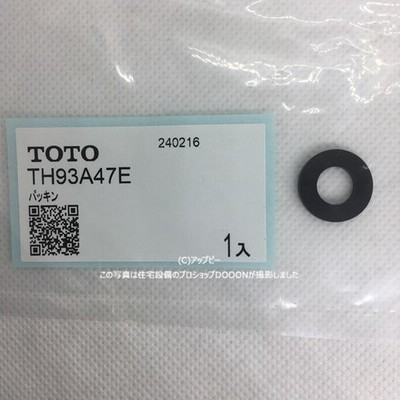 240216
TOTO
TH93A47E
パッキン
1入
(C)アップビー
この写真は住宅設備のプロショップDOOONが撮影しました